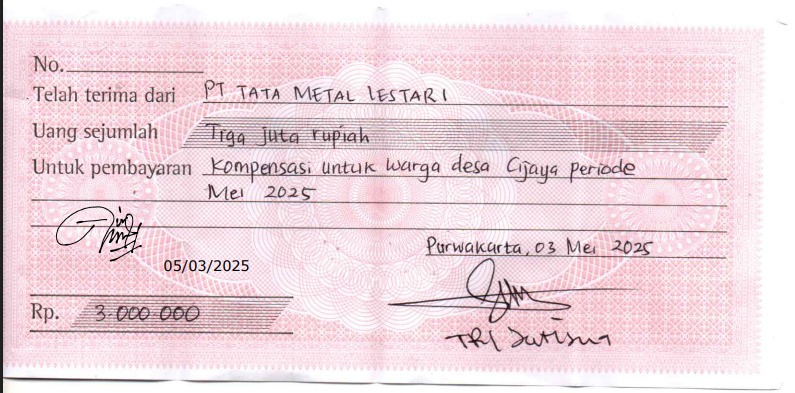 No.
Telah terima dari PT TATA METAL LESTARI
Uang sejumlah Tiga juta rupiah
Untuk pembayaran Kompensasi untuk warga desa Cijaya periode
Mei 2025
Purwakarta, 03 Mei 2025
05/03/2025
Rp. 3 000 000
TRI Sutisna